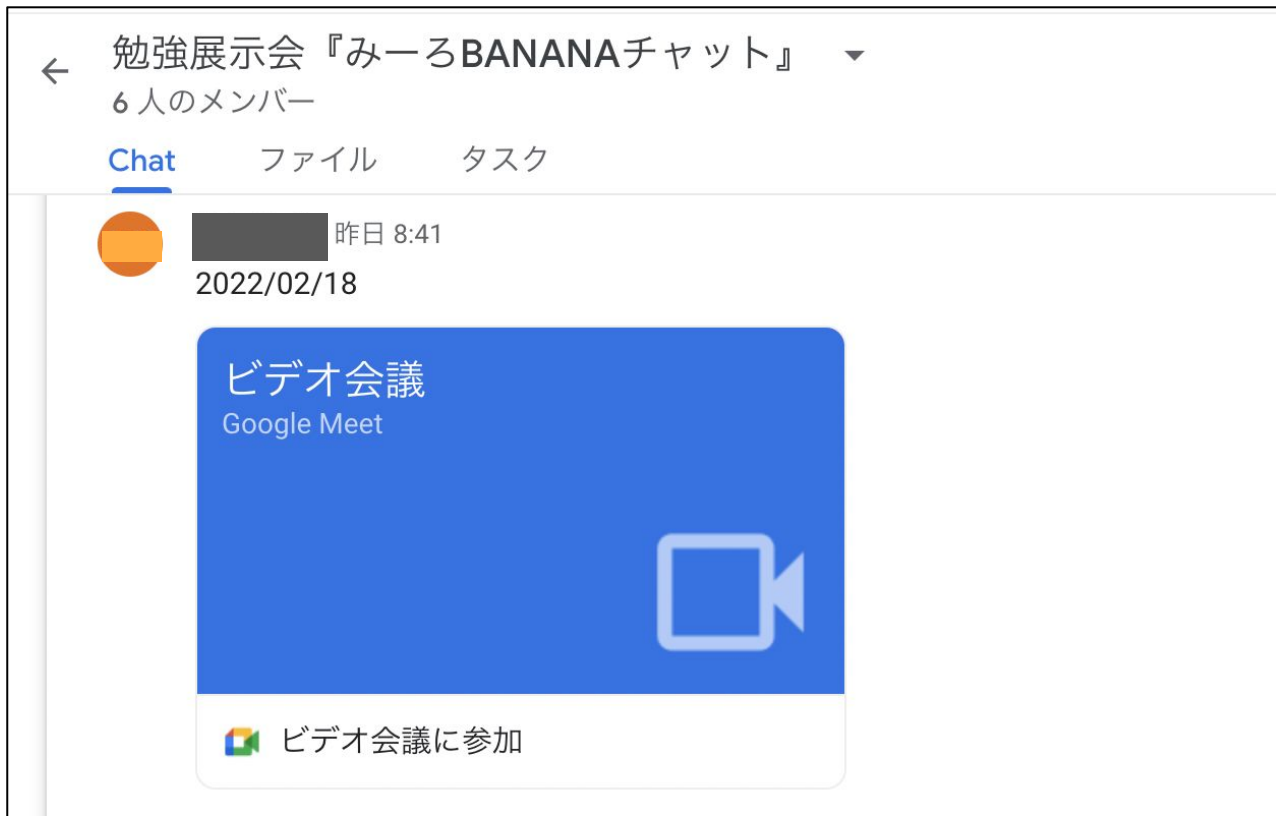 勉強展示会『みーろBANANAチャット』
6 人のメンバー
Chat ファイル タスク
昨日 8:41
2022/02/18
ビデオ会議
Google Meet
ビデオ会議に参加